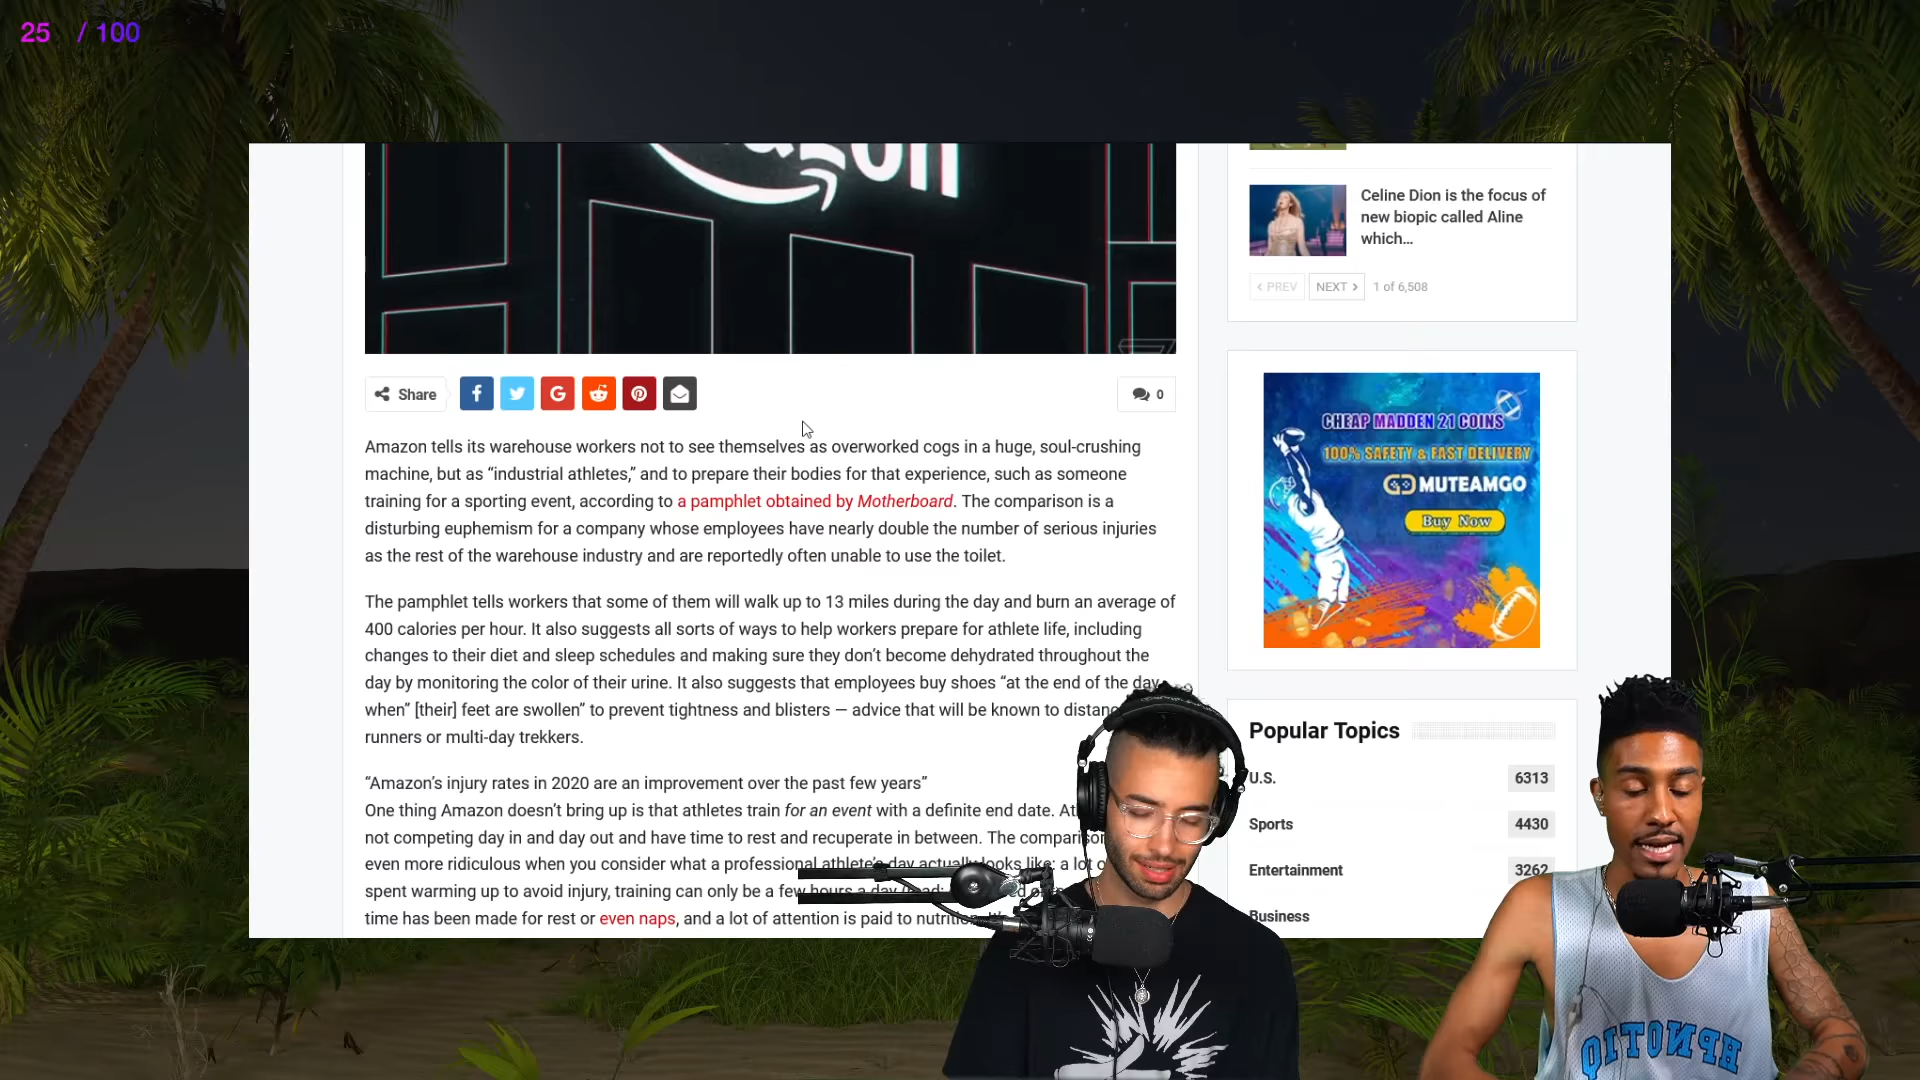 25 / 100
Celine Dion is the focus of
new biopic called Aline
which...
PREV NEXT 1 of 6,508
Share
0
Amazon tells its warehouse workers not to see themselves as overworked cogs in a huge, soul-crushing
machine, but as “industrial athletes,” and to prepare their bodies for that experience, such as someone
training for a sporting event, according to a pamphlet obtained by Motherboard. The comparison is a
disturbing euphemism for a company whose employees have nearly double the number of serious injuries
as the rest of the warehouse industry and are reportedly often unable to use the toilet.
The pamphlet tells workers that some of them will walk up to 13 miles during the day and burn an average of
400 calories per hour. It also suggests all sorts of ways to help workers prepare for athlete life, including
changes to their diet and sleep schedules and making sure they don’t become dehydrated throughout the
day by monitoring the color of their urine. It also suggests that employees buy shoes “at the end of the day
when” [their] feet are swollen” to prevent tightness and blisters — advice that will be known to
runners or multi-day trekkers.
“Amazon’s injury rates in 2020 are an improvement over the past few years”
One thing Amazon doesn’t bring up is that athletes train for an event with a definite end date.
not competing day in and day out and have time to rest and recuperate in between. The
even more ridiculous when you consider what a professional athlete’s day actually looks like: a lot
spent warming up to avoid injury, training can only be a few hours a day
time has been made for rest or even naps, and a lot of attention is paid to
CHEAP MADDEN 21 COINS
100% SAFETY & FAST DELIVERY
MUTEAMGO
Buy Now
Popular Topics
U.S. 6313
Sports 4430
Entertainment 3262
Business
HPNOTIQ